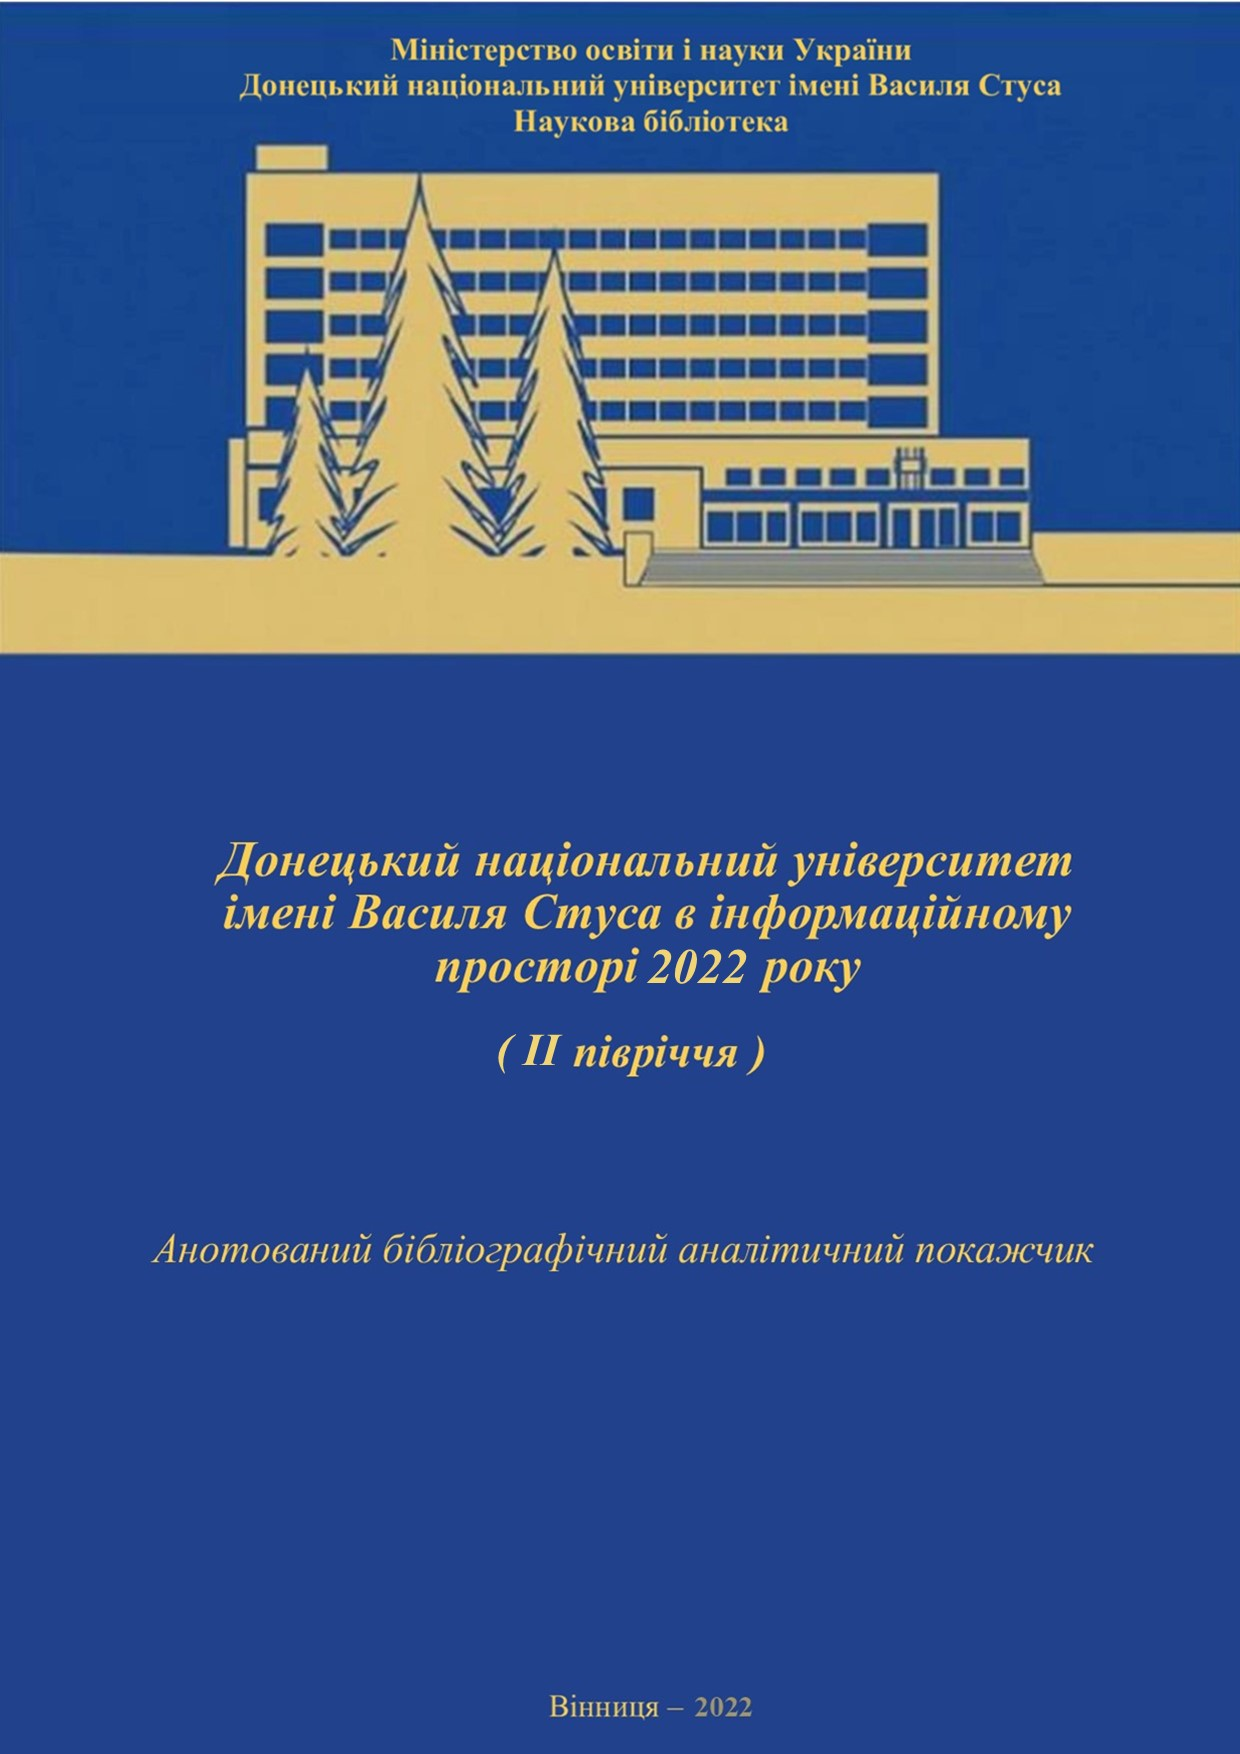 Міністерство освіти і науки України
Донецький національний університет імені Василя Стуса
Наукова бібліотека
Донецький національний університет
імені Василя Стуса в інформаційному
просторі 2022 року
( II півріччя )
Анотований бібліографічний аналітичний покажчик
Вінниця – 2022